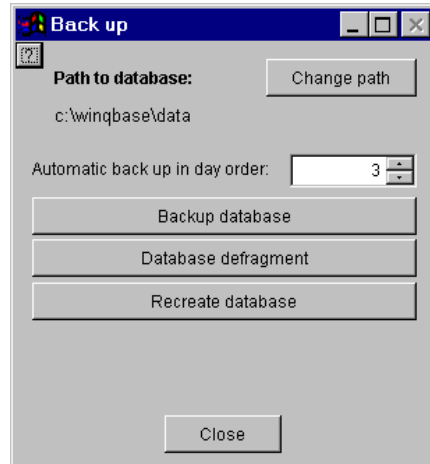 Back up
?
Path to database:
Change path
c:\winqbase\data
Automatic back up in day order:
3
Backup database
Database defragment
Recreate database
Close